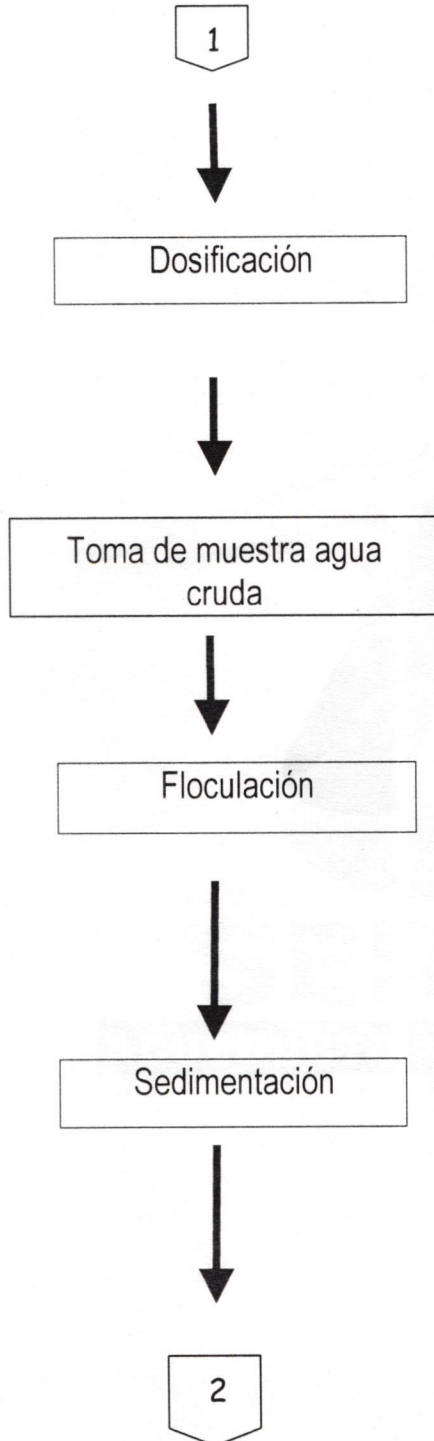 1
Dosificación
Toma de muestra agua
cruda
Floculación
Sedimentación
2